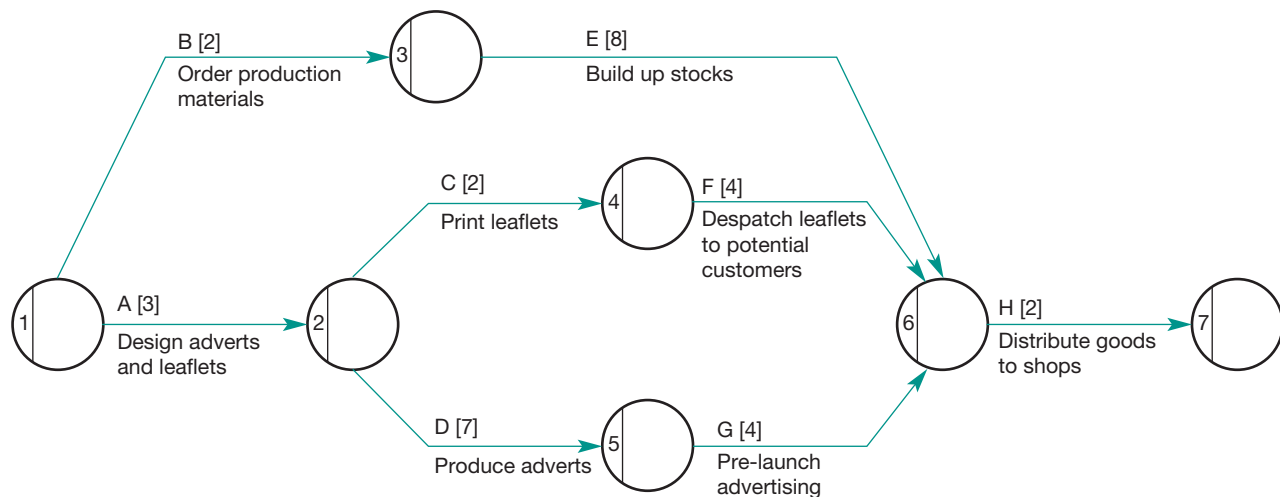 B [2]
Order production
materials
3
E [8]
Build up stocks
C [2]
Print leaflets
4
F [4]
Despatch leaflets
to potential
customers
1
A [3]
Design adverts
and leaflets
2
6
H [2]
Distribute goods
to shops
7
D [7]
Produce adverts
5
G [4]
Pre-launch
advertising